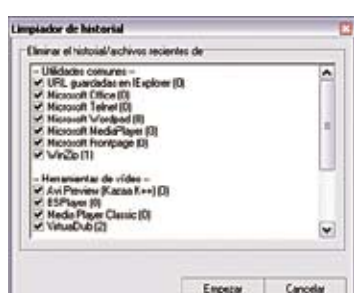 Limpiador de historial
Eliminar el historial/archivos recientes de
-- Utilidades comunes --
URL guardadas en IExplorer (0)
Microsoft Office (0)
Microsoft Telnet (0)
Microsoft Wordpad (8)
Microsoft MediaPlayer (0)
Microsoft Frontpage (0)
WinZip (1)
-- Herramientas de vídeo --
Avi Preview (Kazaa K++) (0)
BSPlayer (0)
Media Player Classic (0)
VirtuaDub (2)
Empezar
Cancelar